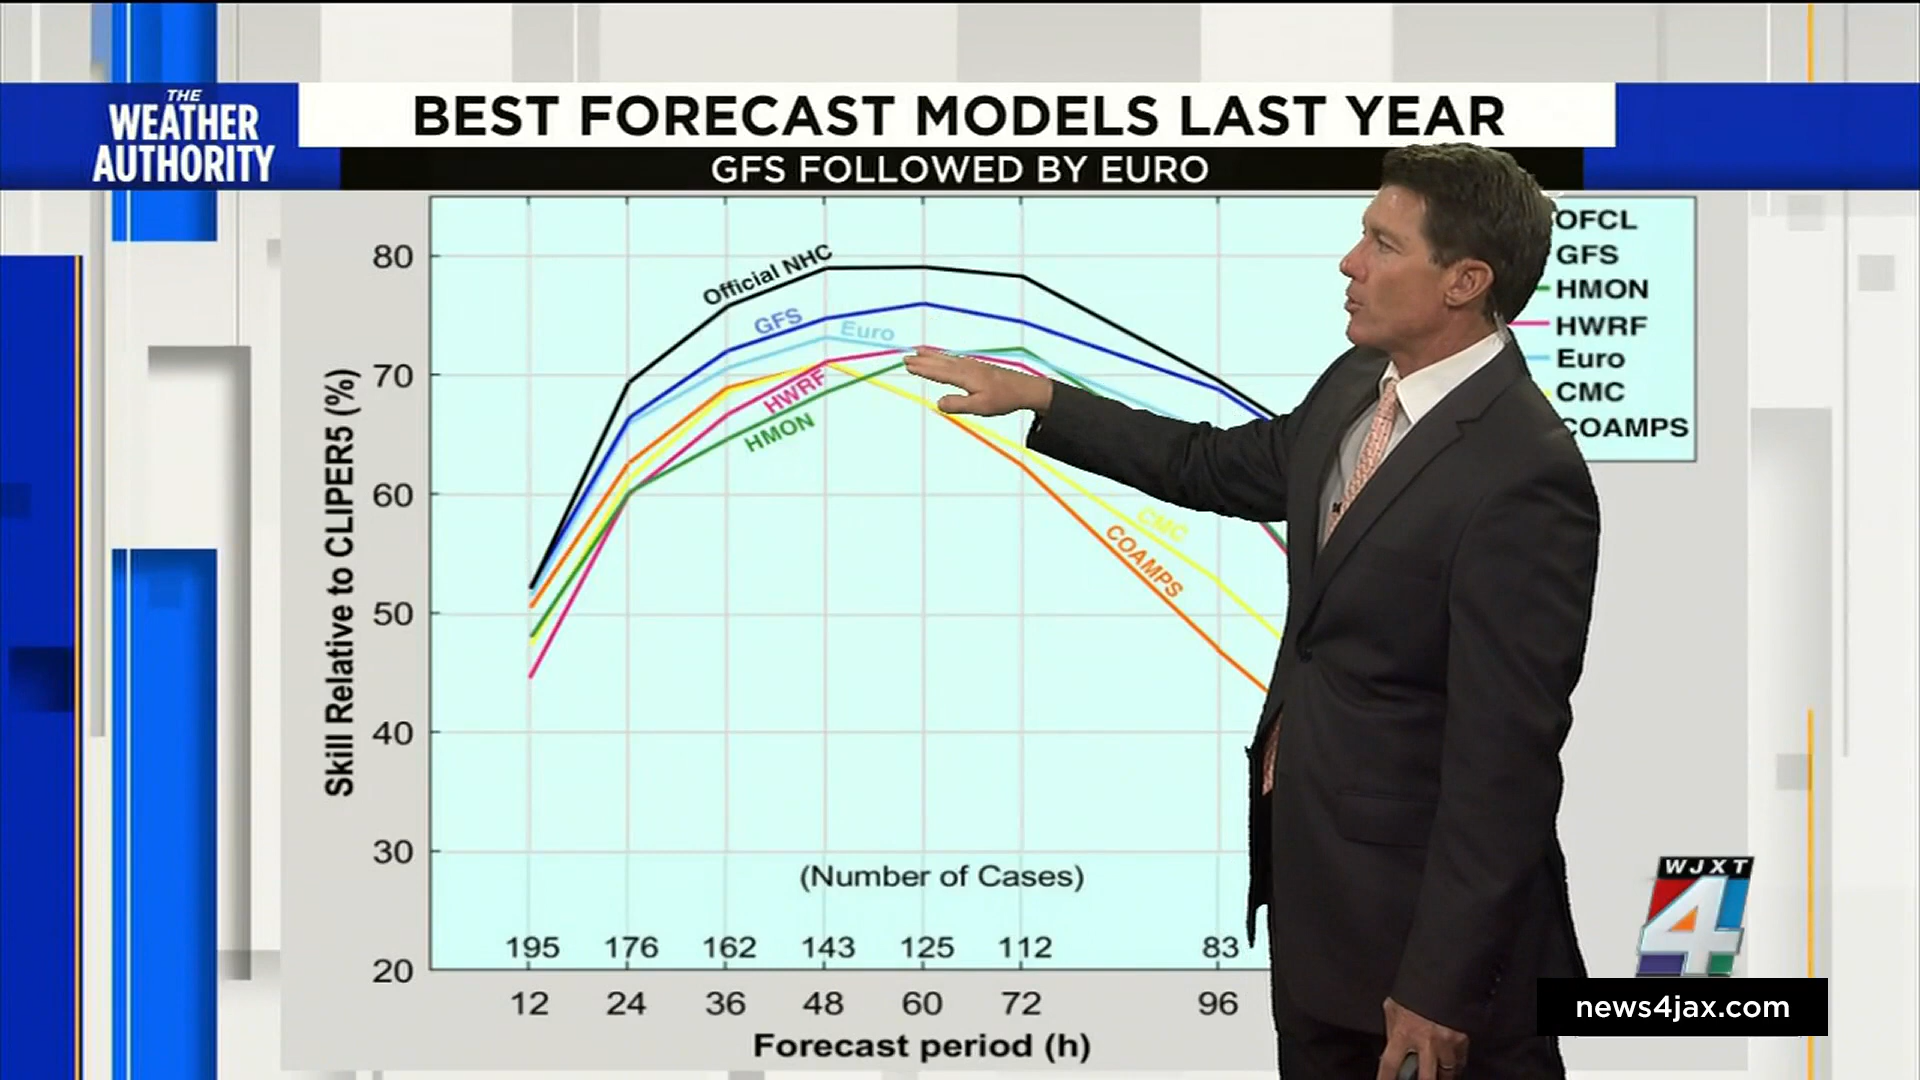 THE
WEATHER
AUTHORITY
BEST FORECAST MODELS LAST YEAR
GFS FOLLOWED BY EURO
Skill Relative to CLIPER5 (%)
80
70
60
50
40
30
20
Official NHC
GFS
Euro
HWRF
HMON
CMC
COAMPS
OFCL
GFS
HMON
HWRF
Euro
CMC
COAMPS
(Number of Cases)
195 176 162 143 125 112 83
12 24 36 48 60 72 96
Forecast period (h)
WJXT
4
news4jax.com